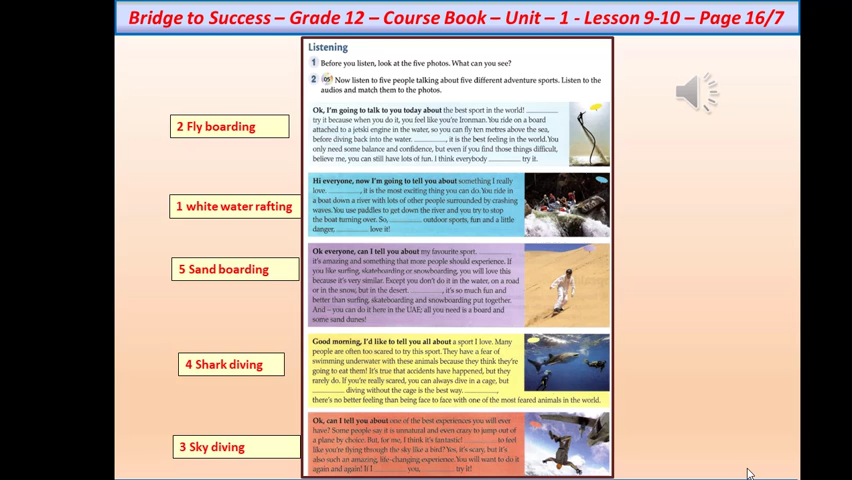 Bridge to Success – Grade 12 – Course Book – Unit – 1 - Lesson 9-10 – Page 16/7
Listening
1 Before you listen, look at the five photos. What can you see?
2 09 Now listen to five people talking about five different adventure sports. Listen to the
audios and match them to the photos.
2 Fly boarding
Ok, I'm going to talk to you today about the best sport in the world! ________
try it because when you do it, you feel like you're Ironman. You ride on a board
attached to a jetski engine in the water, so you can fly ten metres above the sea,
before diving back into the water. ________, it is the best feeling in the world. You
only need some balance and confidence, but even if you find those things difficult,
believe me, you can still have lots of fun. I think everybody ________ try it.
1 white water rafting
Hi everyone, now I'm going to tell you about something I really
love. ________, it is the most exciting thing you can do. You ride in
a boat down a river with lots of other people surrounded by crashing
waves. You use paddles to get down the river and you try to stop
the boat turning over. So, ________ outdoor sports, fun and a little
danger, ________ love it!
5 Sand boarding
Ok everyone, can I tell you about my favourite sport. ________
it's amazing and something that more people should experience. If
you like surfing, skateboarding or snowboarding, you will love this
because it's very similar. Except you don't do it in the water, on a road
or in the snow, but in the desert. ________, it's so much fun and
better than surfing, skateboarding and snowboarding put together.
And – you can do it here in the UAE; all you need is a board and
some sand dunes!
4 Shark diving
Good morning, I'd like to tell you all about a sport I love. Many
people are often too scared to try this sport. They have a fear of
swimming underwater with these animals because they think they're
going to eat them! It's true that accidents have happened, but they
rarely do. If you're really scared, you can always dive in a cage, but
________ diving without the cage is the best way. ________,
there's no better feeling than being face to face with one of the most feared animals in the world.
3 Sky diving
Ok, can I tell you about one of the best experiences you will ever
have? Some people say it is unnatural and even crazy to jump out of
a plane by choice. But, for me, I think it's fantastic! ________ to feel
like you're flying through the sky like a bird? Yes, it's scary, but it's
also such an amazing, life-changing experience. You will want to do it
again and again! If I ________ you, ________ try it!